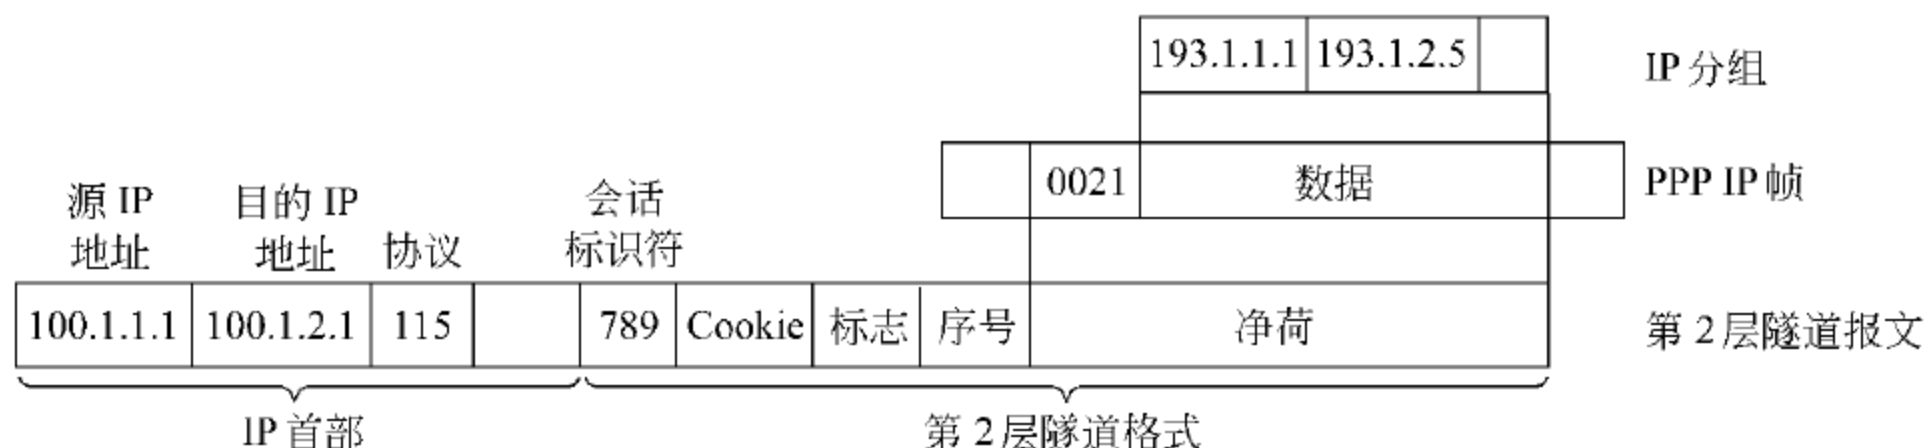 193.1.1.1 193.1.2.5 IP 分组
0021 数据 PPP IP 帧
源 IP 地址 目的 IP 地址 协议 会话标识符
100.1.1.1 100.1.2.1 115 789 Cookie 标志 序号 净荷 第 2 层隧道报文
IP 首部 第 2 层隧道格式